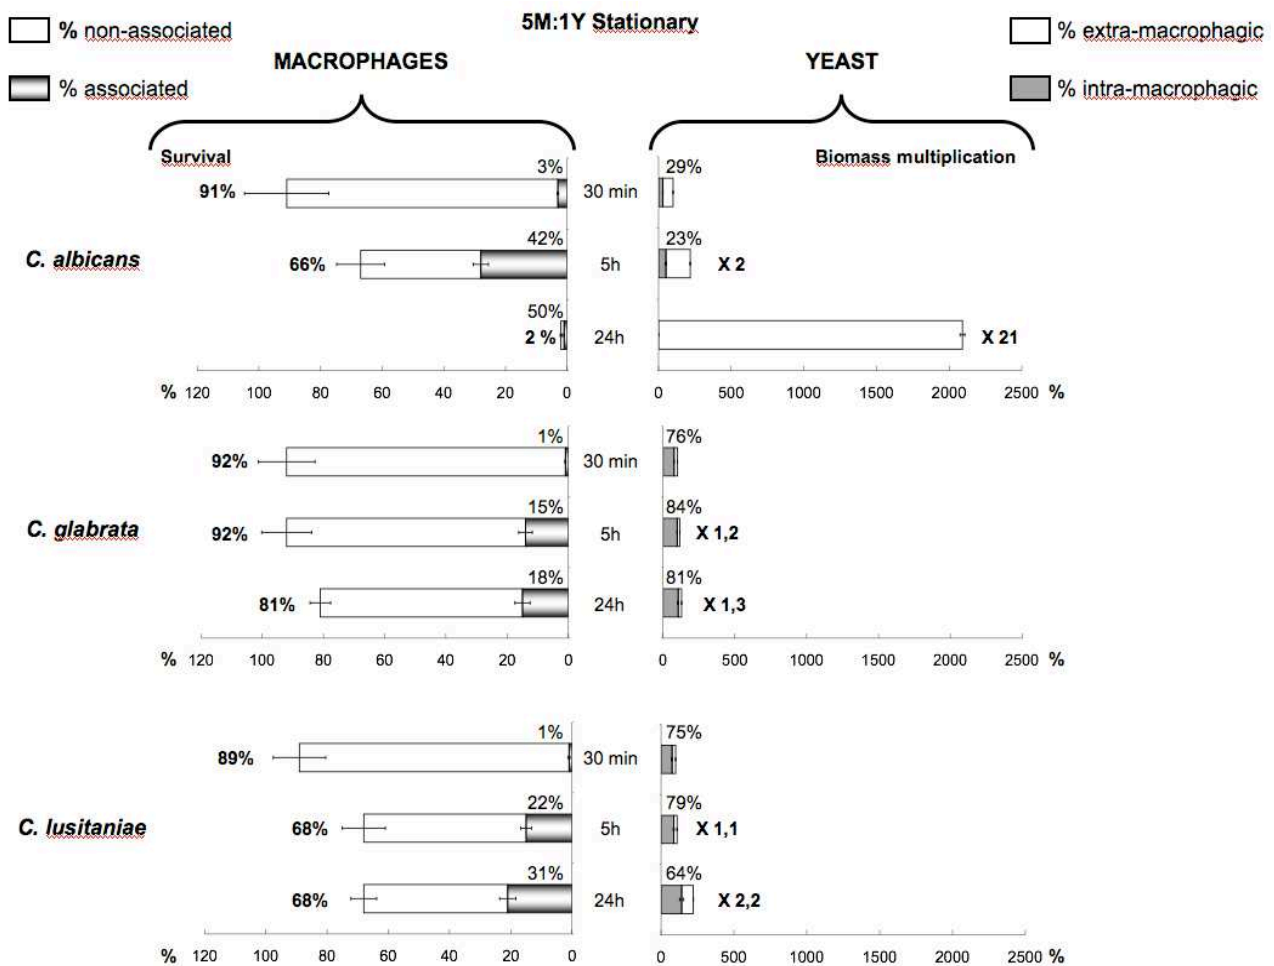 5M:1Y Stationary
% non-associated
% associated
MACROPHAGES
YEAST
% extra-macrophagic
% intra-macrophagic
Survival
Biomass multiplication
C. albicans
91% 3% 30 min 29%
66% 42% 5h 23% X 2
2 % 50% 24h X 21
% 120 100 80 60 40 20 0 0 500 1000 1500 2000 2500 %
C. glabrata
92% 1% 30 min 76%
92% 15% 5h 84% X 1,2
81% 18% 24h 81% X 1,3
% 120 100 80 60 40 20 0 0 500 1000 1500 2000 2500 %
C. lusitaniae
89% 1% 30 min 75%
68% 22% 5h 79% X 1,1
68% 31% 24h 64% X 2,2
% 120 100 80 60 40 20 0 0 500 1000 1500 2000 2500 %